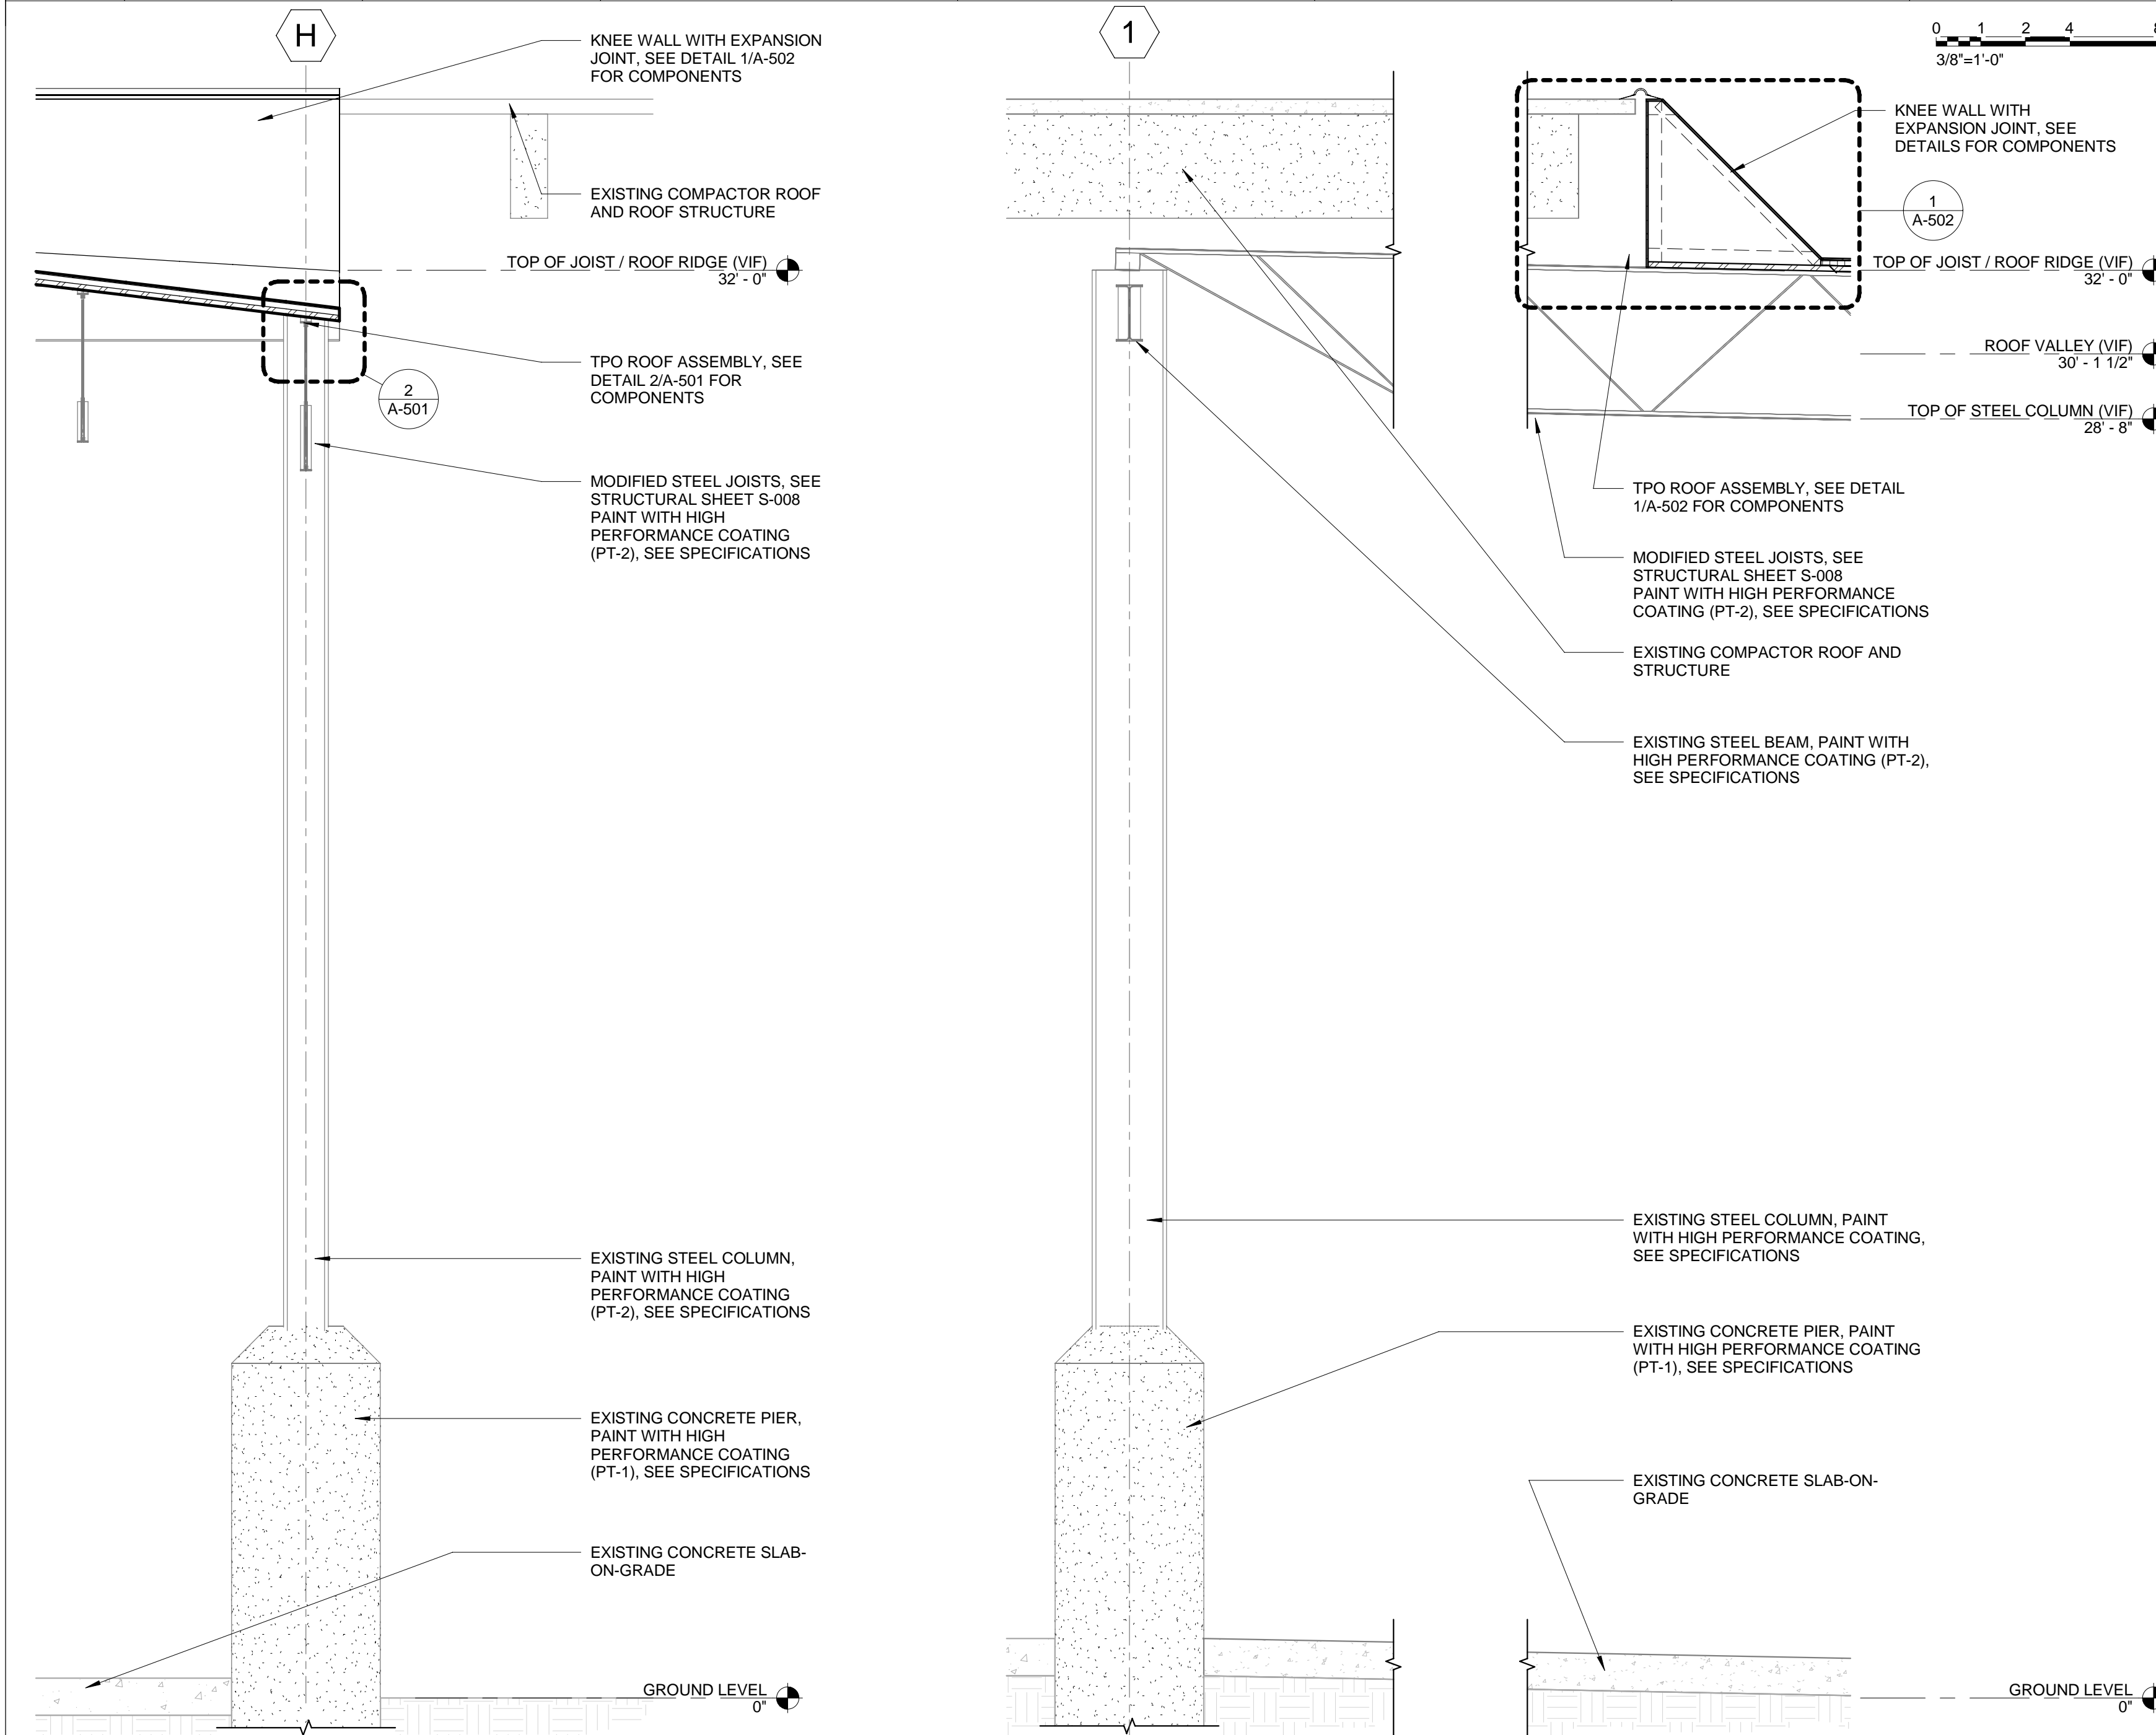 H
KNEE WALL WITH EXPANSION
JOINT, SEE DETAIL 1/A-502
FOR COMPONENTS
EXISTING COMPACTOR ROOF
AND ROOF STRUCTURE
TOP OF JOIST / ROOF RIDGE (VIF)
32' - 0"
TPO ROOF ASSEMBLY, SEE
DETAIL 2/A-501 FOR
COMPONENTS
2
A-501
MODIFIED STEEL JOISTS, SEE
STRUCTURAL SHEET S-008
PAINT WITH HIGH
PERFORMANCE COATING
(PT-2), SEE SPECIFICATIONS
EXISTING STEEL COLUMN,
PAINT WITH HIGH
PERFORMANCE COATING
(PT-2), SEE SPECIFICATIONS
EXISTING CONCRETE PIER,
PAINT WITH HIGH
PERFORMANCE COATING
(PT-1), SEE SPECIFICATIONS
EXISTING CONCRETE SLAB-
ON-GRADE
GROUND LEVEL
0"
1
0 1 2 4 8
3/8"=1'-0"
KNEE WALL WITH
EXPANSION JOINT, SEE
DETAILS FOR COMPONENTS
1
A-502
TOP OF JOIST / ROOF RIDGE (VIF)
32' - 0"
ROOF VALLEY (VIF)
30' - 1 1/2"
TOP OF STEEL COLUMN (VIF)
28' - 8"
TPO ROOF ASSEMBLY, SEE DETAIL
1/A-502 FOR COMPONENTS
MODIFIED STEEL JOISTS, SEE
STRUCTURAL SHEET S-008
PAINT WITH HIGH PERFORMANCE
COATING (PT-2), SEE SPECIFICATIONS
EXISTING COMPACTOR ROOF AND
STRUCTURE
EXISTING STEEL BEAM, PAINT WITH
HIGH PERFORMANCE COATING (PT-2),
SEE SPECIFICATIONS
EXISTING STEEL COLUMN, PAINT
WITH HIGH PERFORMANCE COATING,
SEE SPECIFICATIONS
EXISTING CONCRETE PIER, PAINT
WITH HIGH PERFORMANCE COATING
(PT-1), SEE SPECIFICATIONS
EXISTING CONCRETE SLAB-ON-
GRADE
GROUND LEVEL
0"